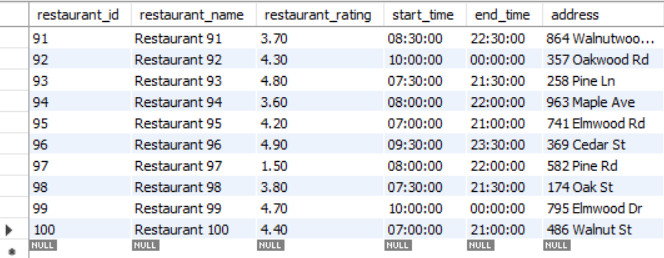 restaurant_id restaurant_name restaurant_rating start_time end_time address
91 Restaurant 91 3.70 08:30:00 22:30:00 864 Walnutwoo...
92 Restaurant 92 4.30 10:00:00 00:00:00 357 Oakwood Rd
93 Restaurant 93 4.80 07:30:00 21:30:00 258 Pine Ln
94 Restaurant 94 3.60 08:00:00 22:00:00 963 Maple Ave
95 Restaurant 95 4.20 07:00:00 21:00:00 741 Elmwood Rd
96 Restaurant 96 4.90 09:30:00 23:30:00 369 Cedar St
97 Restaurant 97 1.50 08:00:00 22:00:00 582 Pine Rd
98 Restaurant 98 3.80 07:30:00 21:30:00 174 Oak St
99 Restaurant 99 4.70 10:00:00 00:00:00 795 Elmwood Dr
100 Restaurant 100 4.40 07:00:00 21:00:00 486 Walnut St
NULL NULL NULL NULL NULL NULL